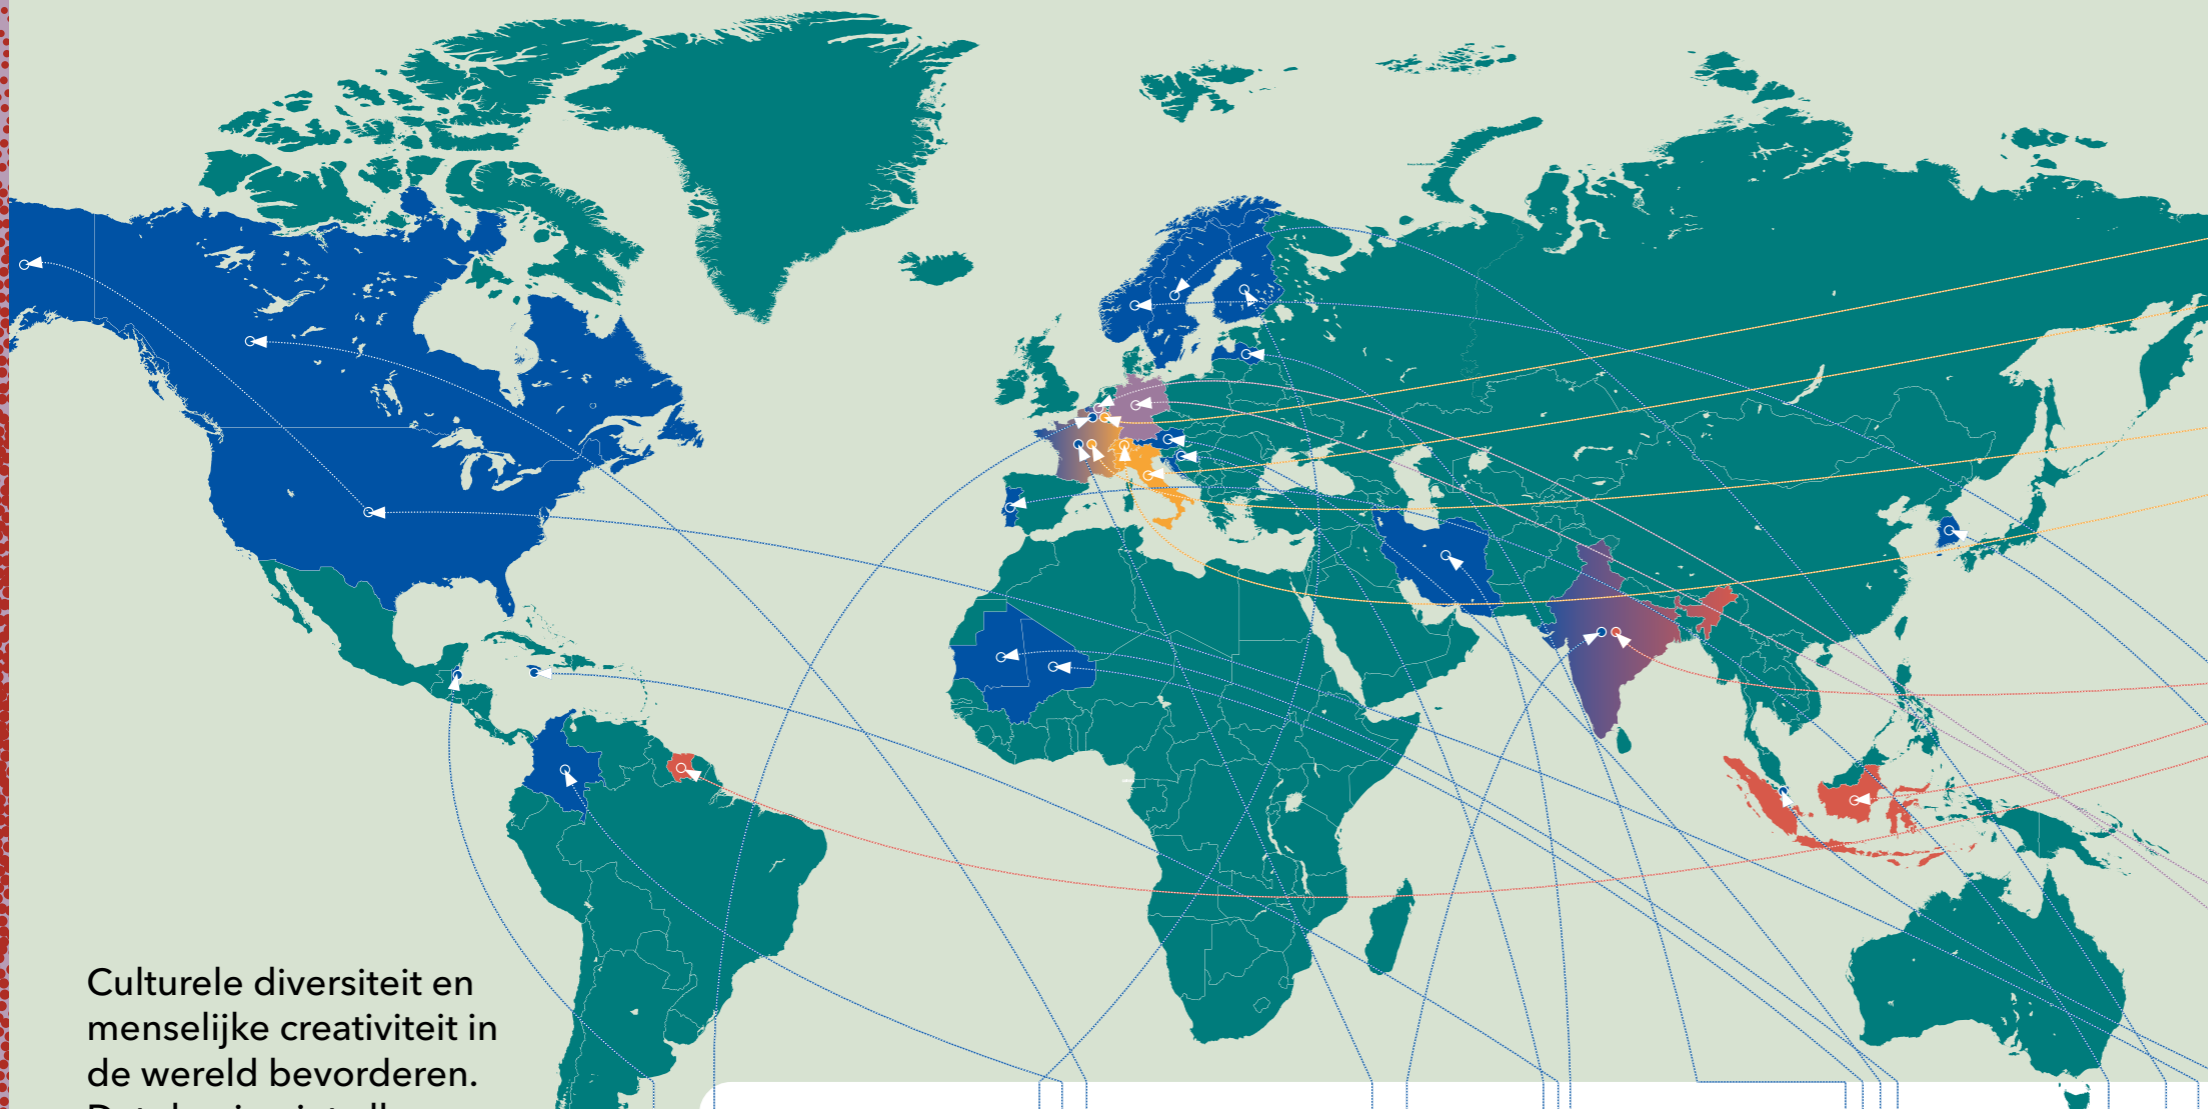 Culturele diversiteit en
menselijke creativiteit in
de wereld bevorderen.